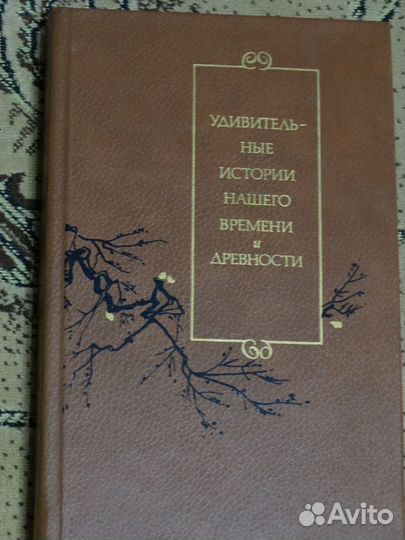 УДИВИТЕЛЬ-
НЫЕ
ИСТОРИИ
НАШЕГО
ВРЕМЕНИ
и
ДРЕВНОСТИ
Avito